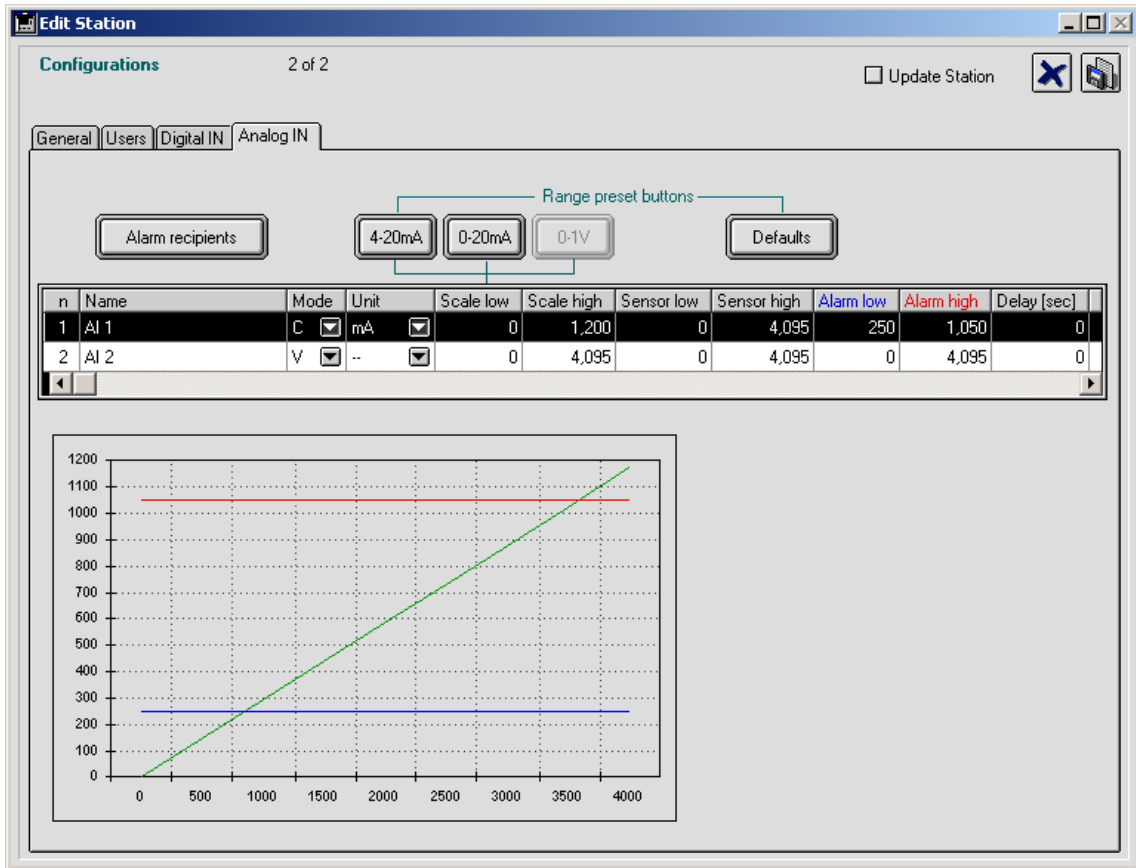 Edit Station
Configurations 2 of 2 Update Station
General Users Digital IN Analog IN
Range preset buttons
Alarm recipients 4-20mA 0-20mA 0-1V Defaults
n Name Mode Unit Scale low Scale high Sensor low Sensor high Alarm low Alarm high Delay [sec]
1 AI 1 C mA 0 1,200 0 4,095 250 1,050 0
2 AI 2 V -- 0 4,095 0 4,095 0 4,095 0
1200
1100
1000
900
800
700
600
500
400
300
200
100
0
0 500 1000 1500 2000 2500 3000 3500 4000